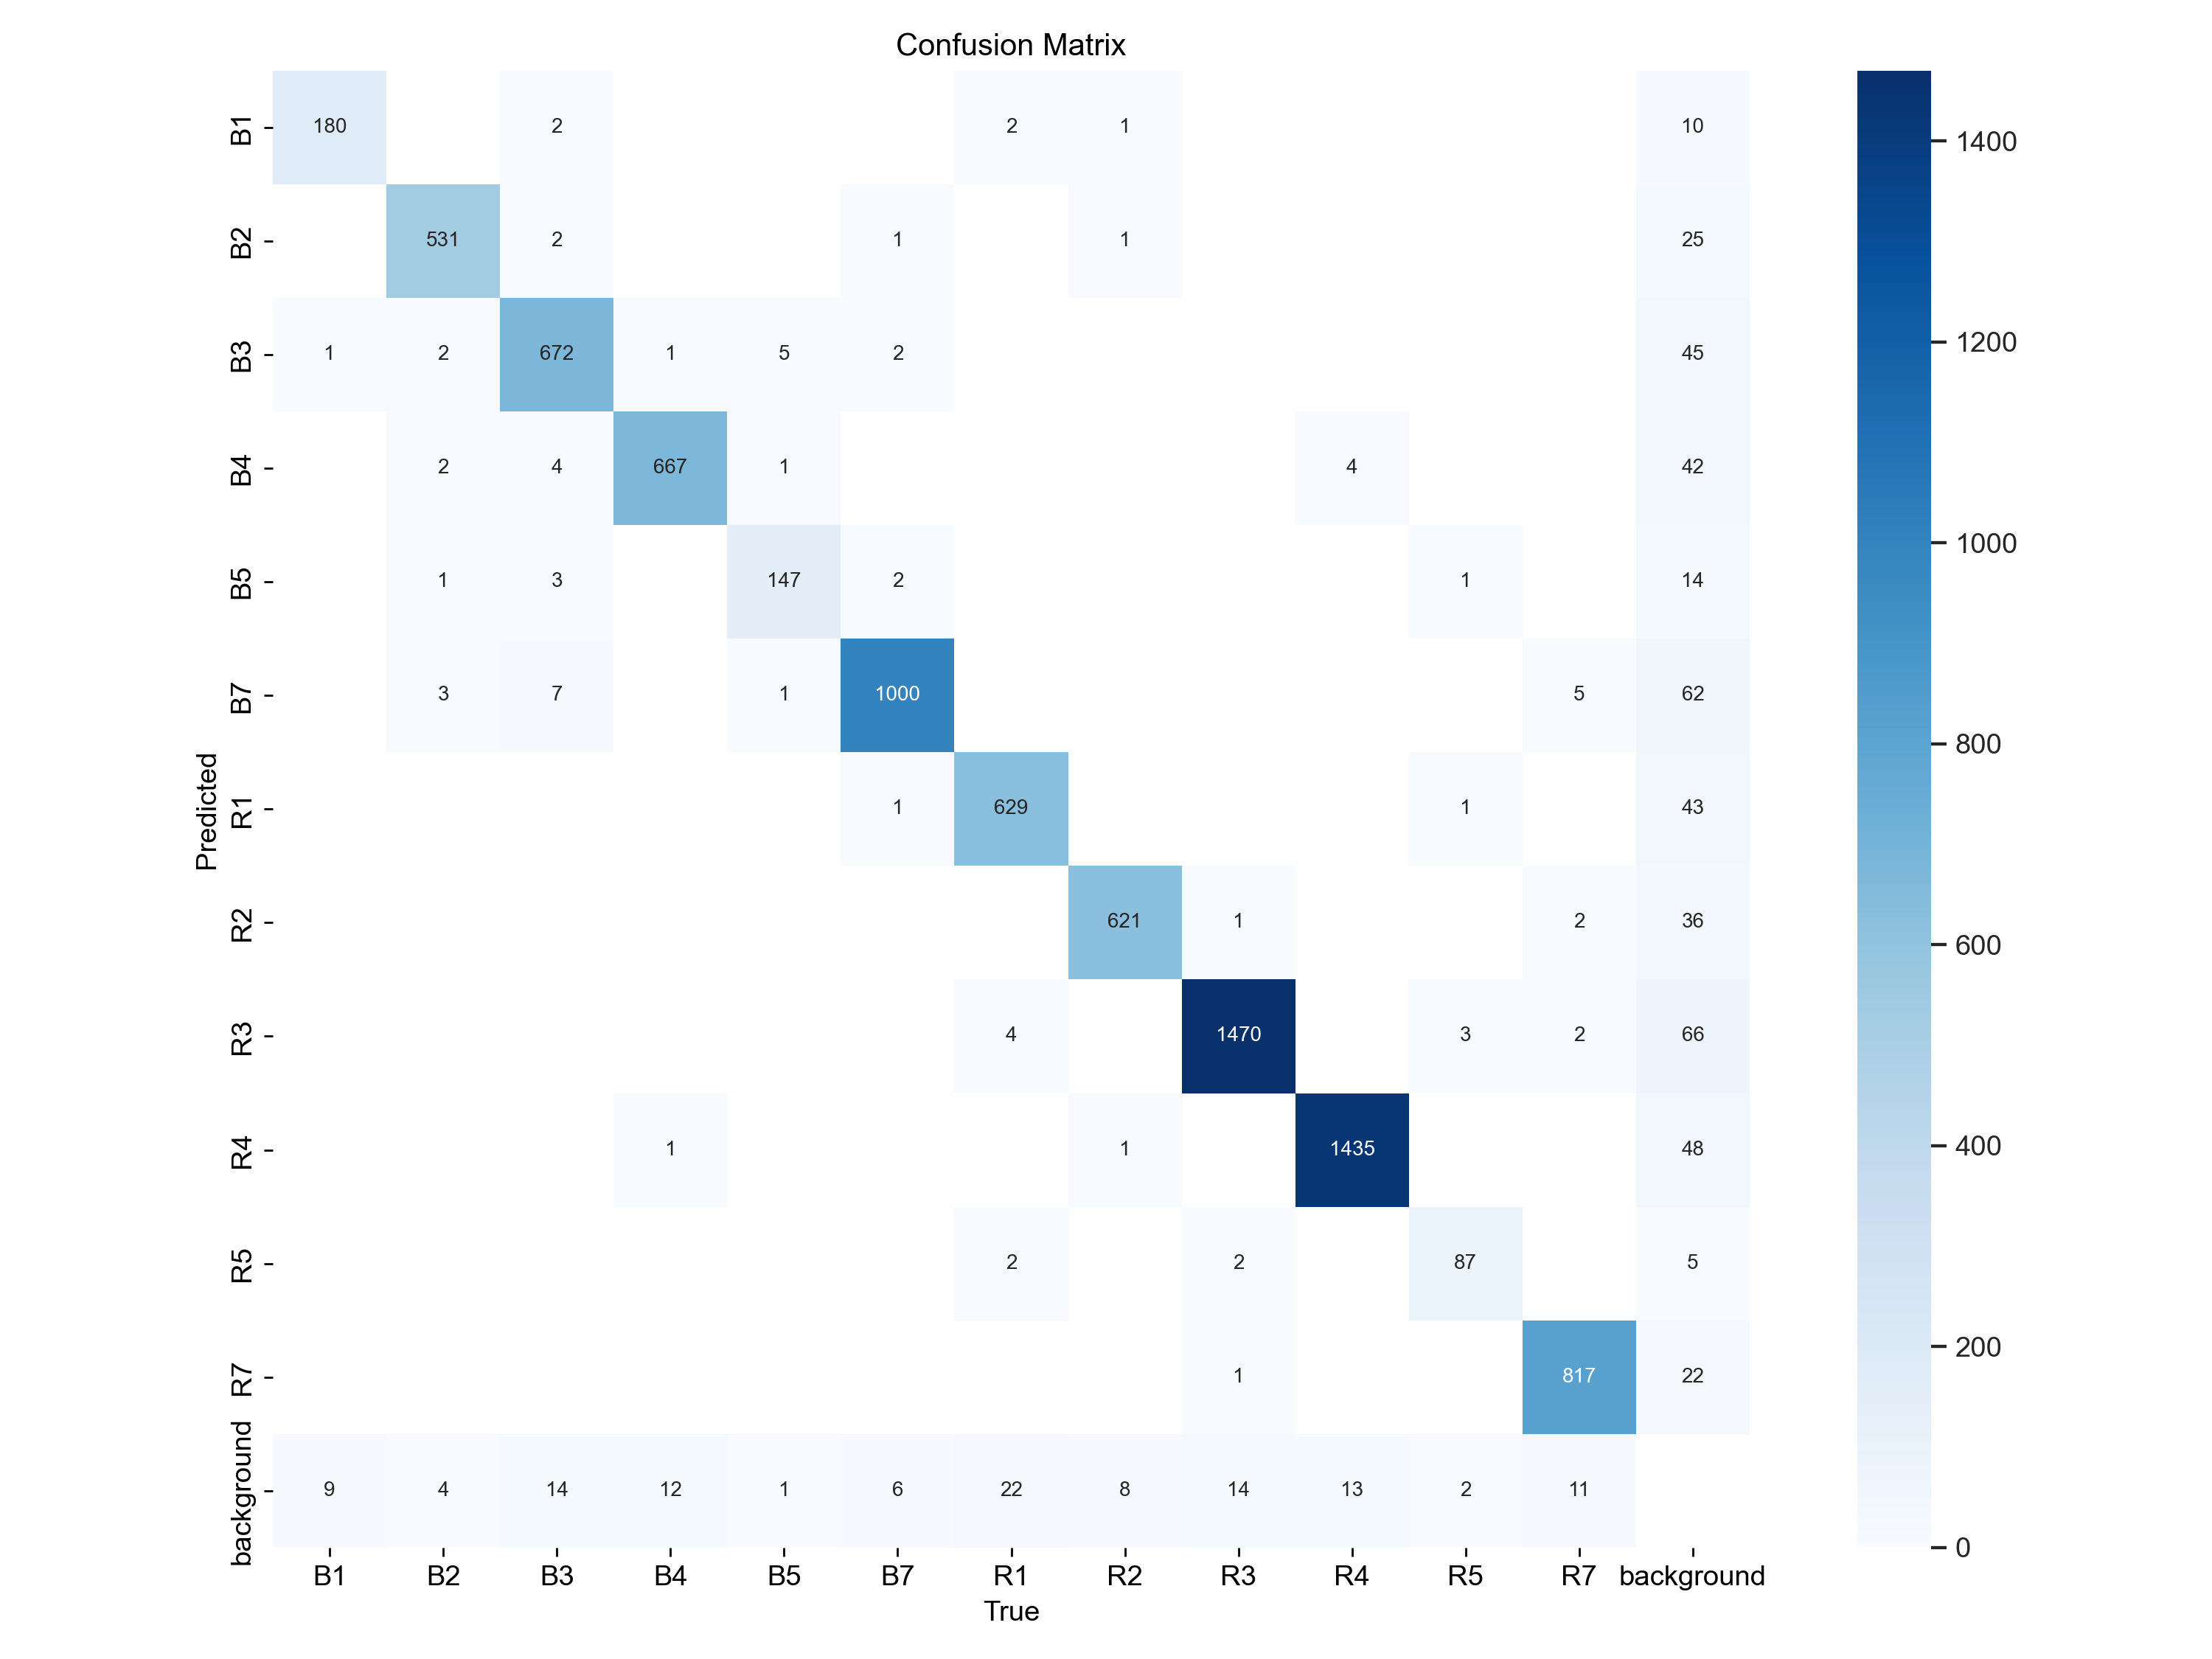 Confusion Matrix
B1 180 2 2 1 10
B2 531 2 1 1 25
B3 1 2 672 1 5 2 45
B4 2 4 667 1 4 42
B5 1 3 147 2 1 14
B7 3 7 1 1000 5 62
R1 1 629 1 43
R2 621 1 2 36
R3 4 1470 3 2 66
R4 1 1 1435 48
R5 2 2 87 5
R7 1 817 22
background 9 4 14 12 1 6 22 8 14 13 2 11
B1 B2 B3 B4 B5 B7 R1 R2 R3 R4 R5 R7 background
True
Predicted
1400
1200
1000
800
600
400
200
0